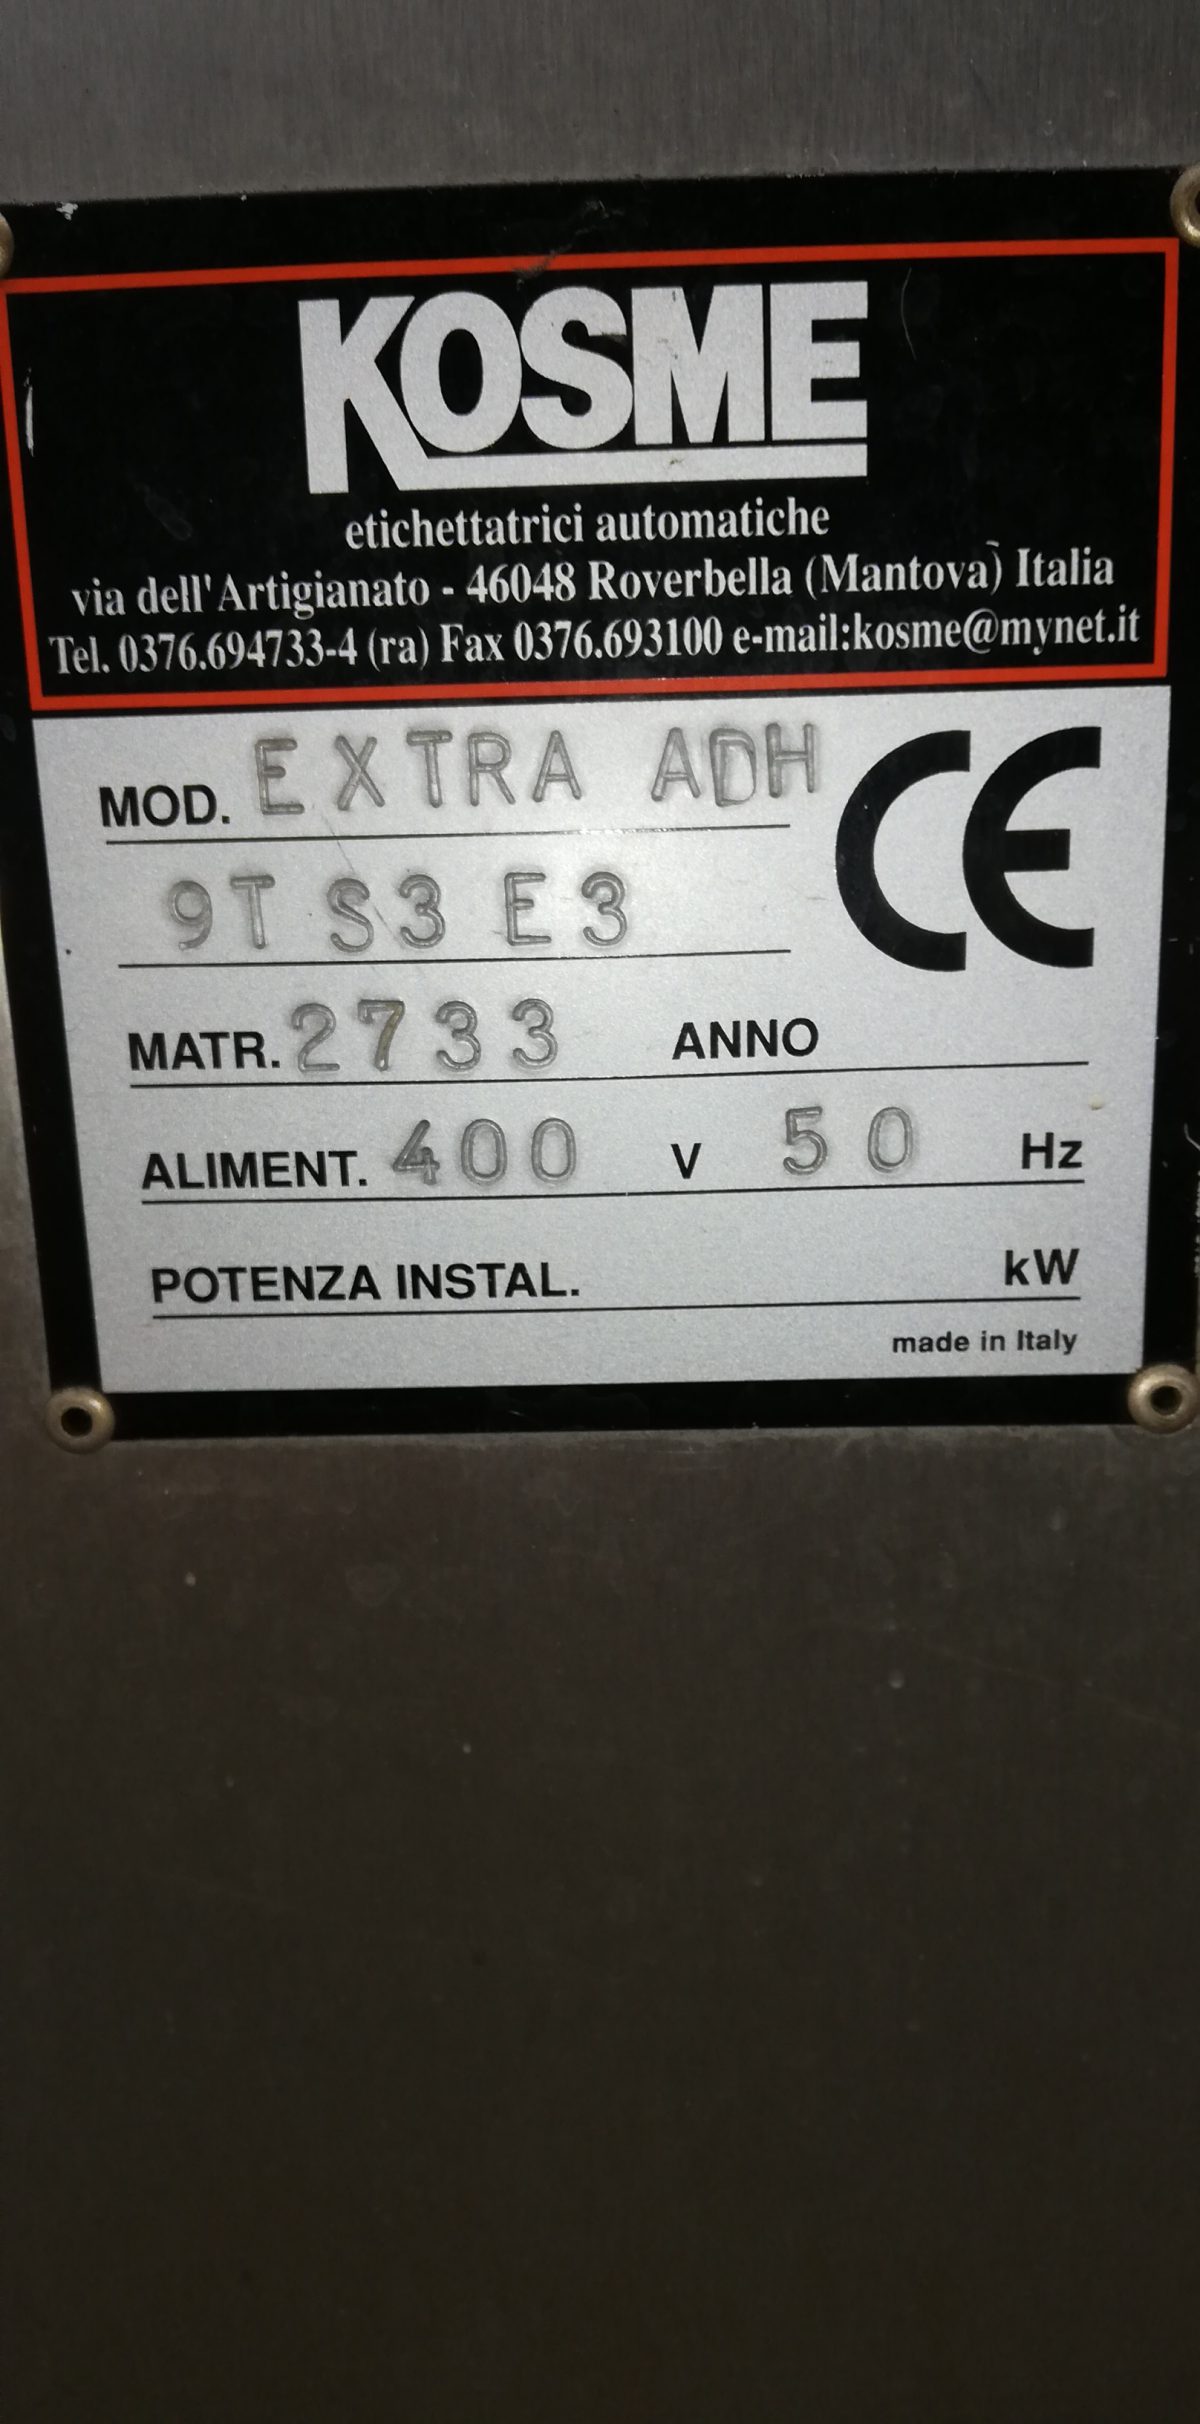 KOSME
etichettatrici automatiche
via dell'Artigianato - 46048 Roverbella (Mantova) Italia
Tel. 0376.694733-4 (ra) Fax 0376.693100 e-mail:kosme@mynet.it
MOD. EXTRA ADH
9T S3 E3
CE
MATR. 2733 ANNO
ALIMENT. 400 V 50 Hz
POTENZA INSTAL. kW
made in Italy